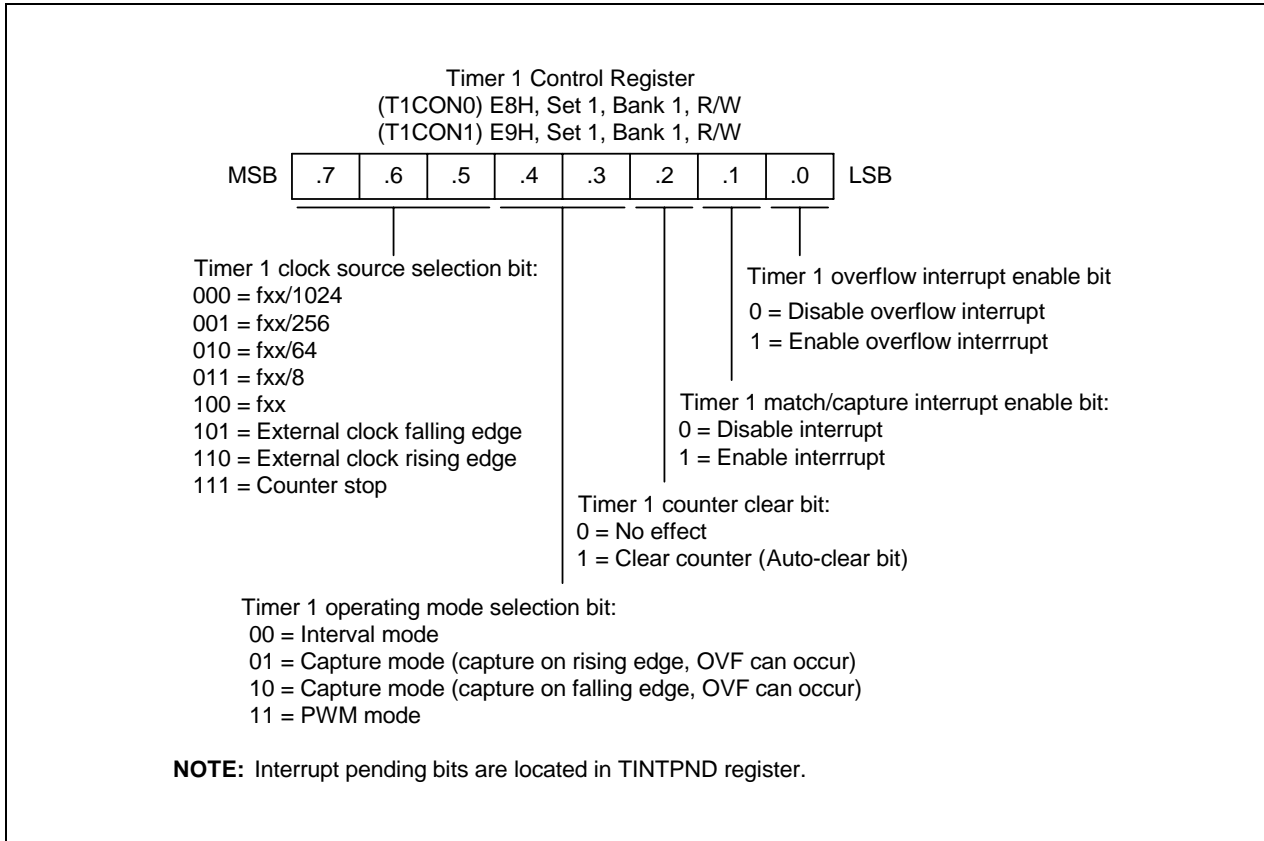 Timer 1 Control Register
(T1CON0) E8H, Set 1, Bank 1, R/W
(T1CON1) E9H, Set 1, Bank 1, R/W
MSB .7 .6 .5 .4 .3 .2 .1 .0 LSB
Timer 1 clock source selection bit:
000 = fxx/1024
001 = fxx/256
010 = fxx/64
011 = fxx/8
100 = fxx
101 = External clock falling edge
110 = External clock rising edge
111 = Counter stop
Timer 1 overflow interrupt enable bit
0 = Disable overflow interrupt
1 = Enable overflow interrrupt
Timer 1 match/capture interrupt enable bit:
0 = Disable interrupt
1 = Enable interrrupt
Timer 1 counter clear bit:
0 = No effect
1 = Clear counter (Auto-clear bit)
Timer 1 operating mode selection bit:
00 = Interval mode
01 = Capture mode (capture on rising edge, OVF can occur)
10 = Capture mode (capture on falling edge, OVF can occur)
11 = PWM mode
NOTE: Interrupt pending bits are located in TINTPND register.